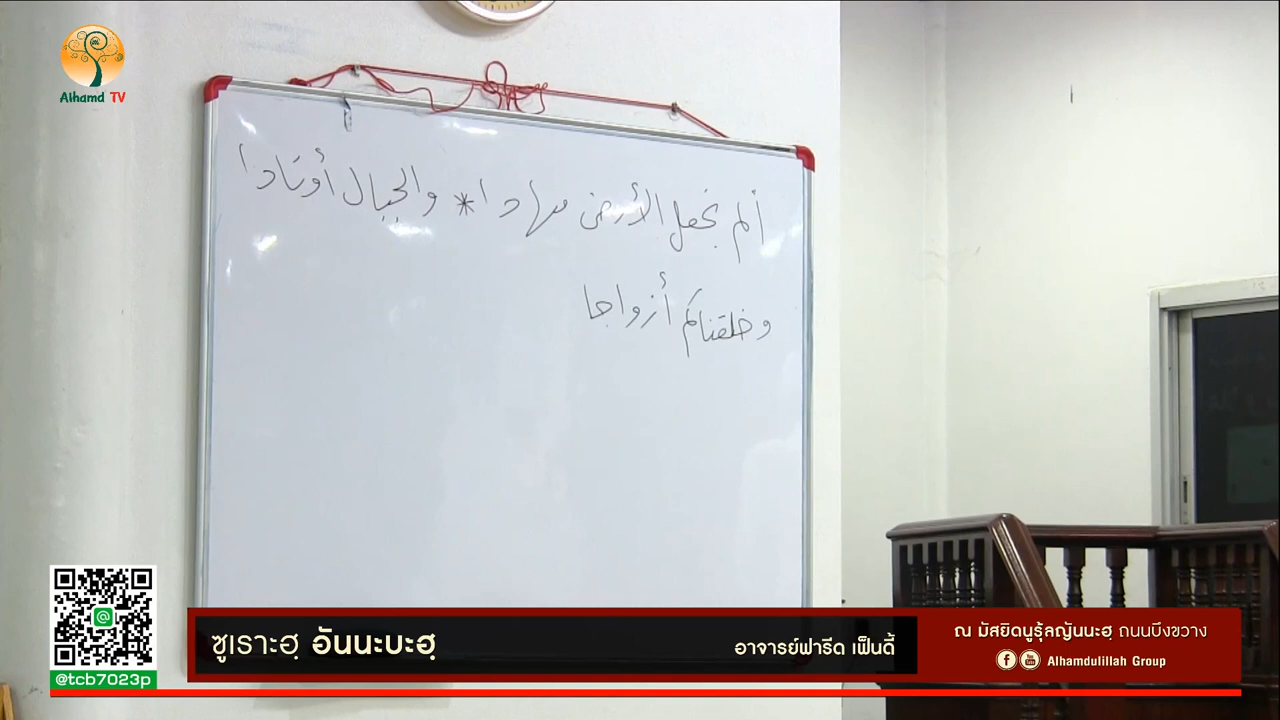 Alhamd TV
ألم نجعل الأرض مهادا * والجبال أوتادا
وخلقناكم أزواجا
@tcb7023p
ซูเราะฮฺ อันนะบะฮฺ
อาจารย์ฟารีด เฟ็นดี้
ณ มัสยิดนูรุ้ลญันนะฮฺ ถนนบึงขวาง
Alhamdulillah Group